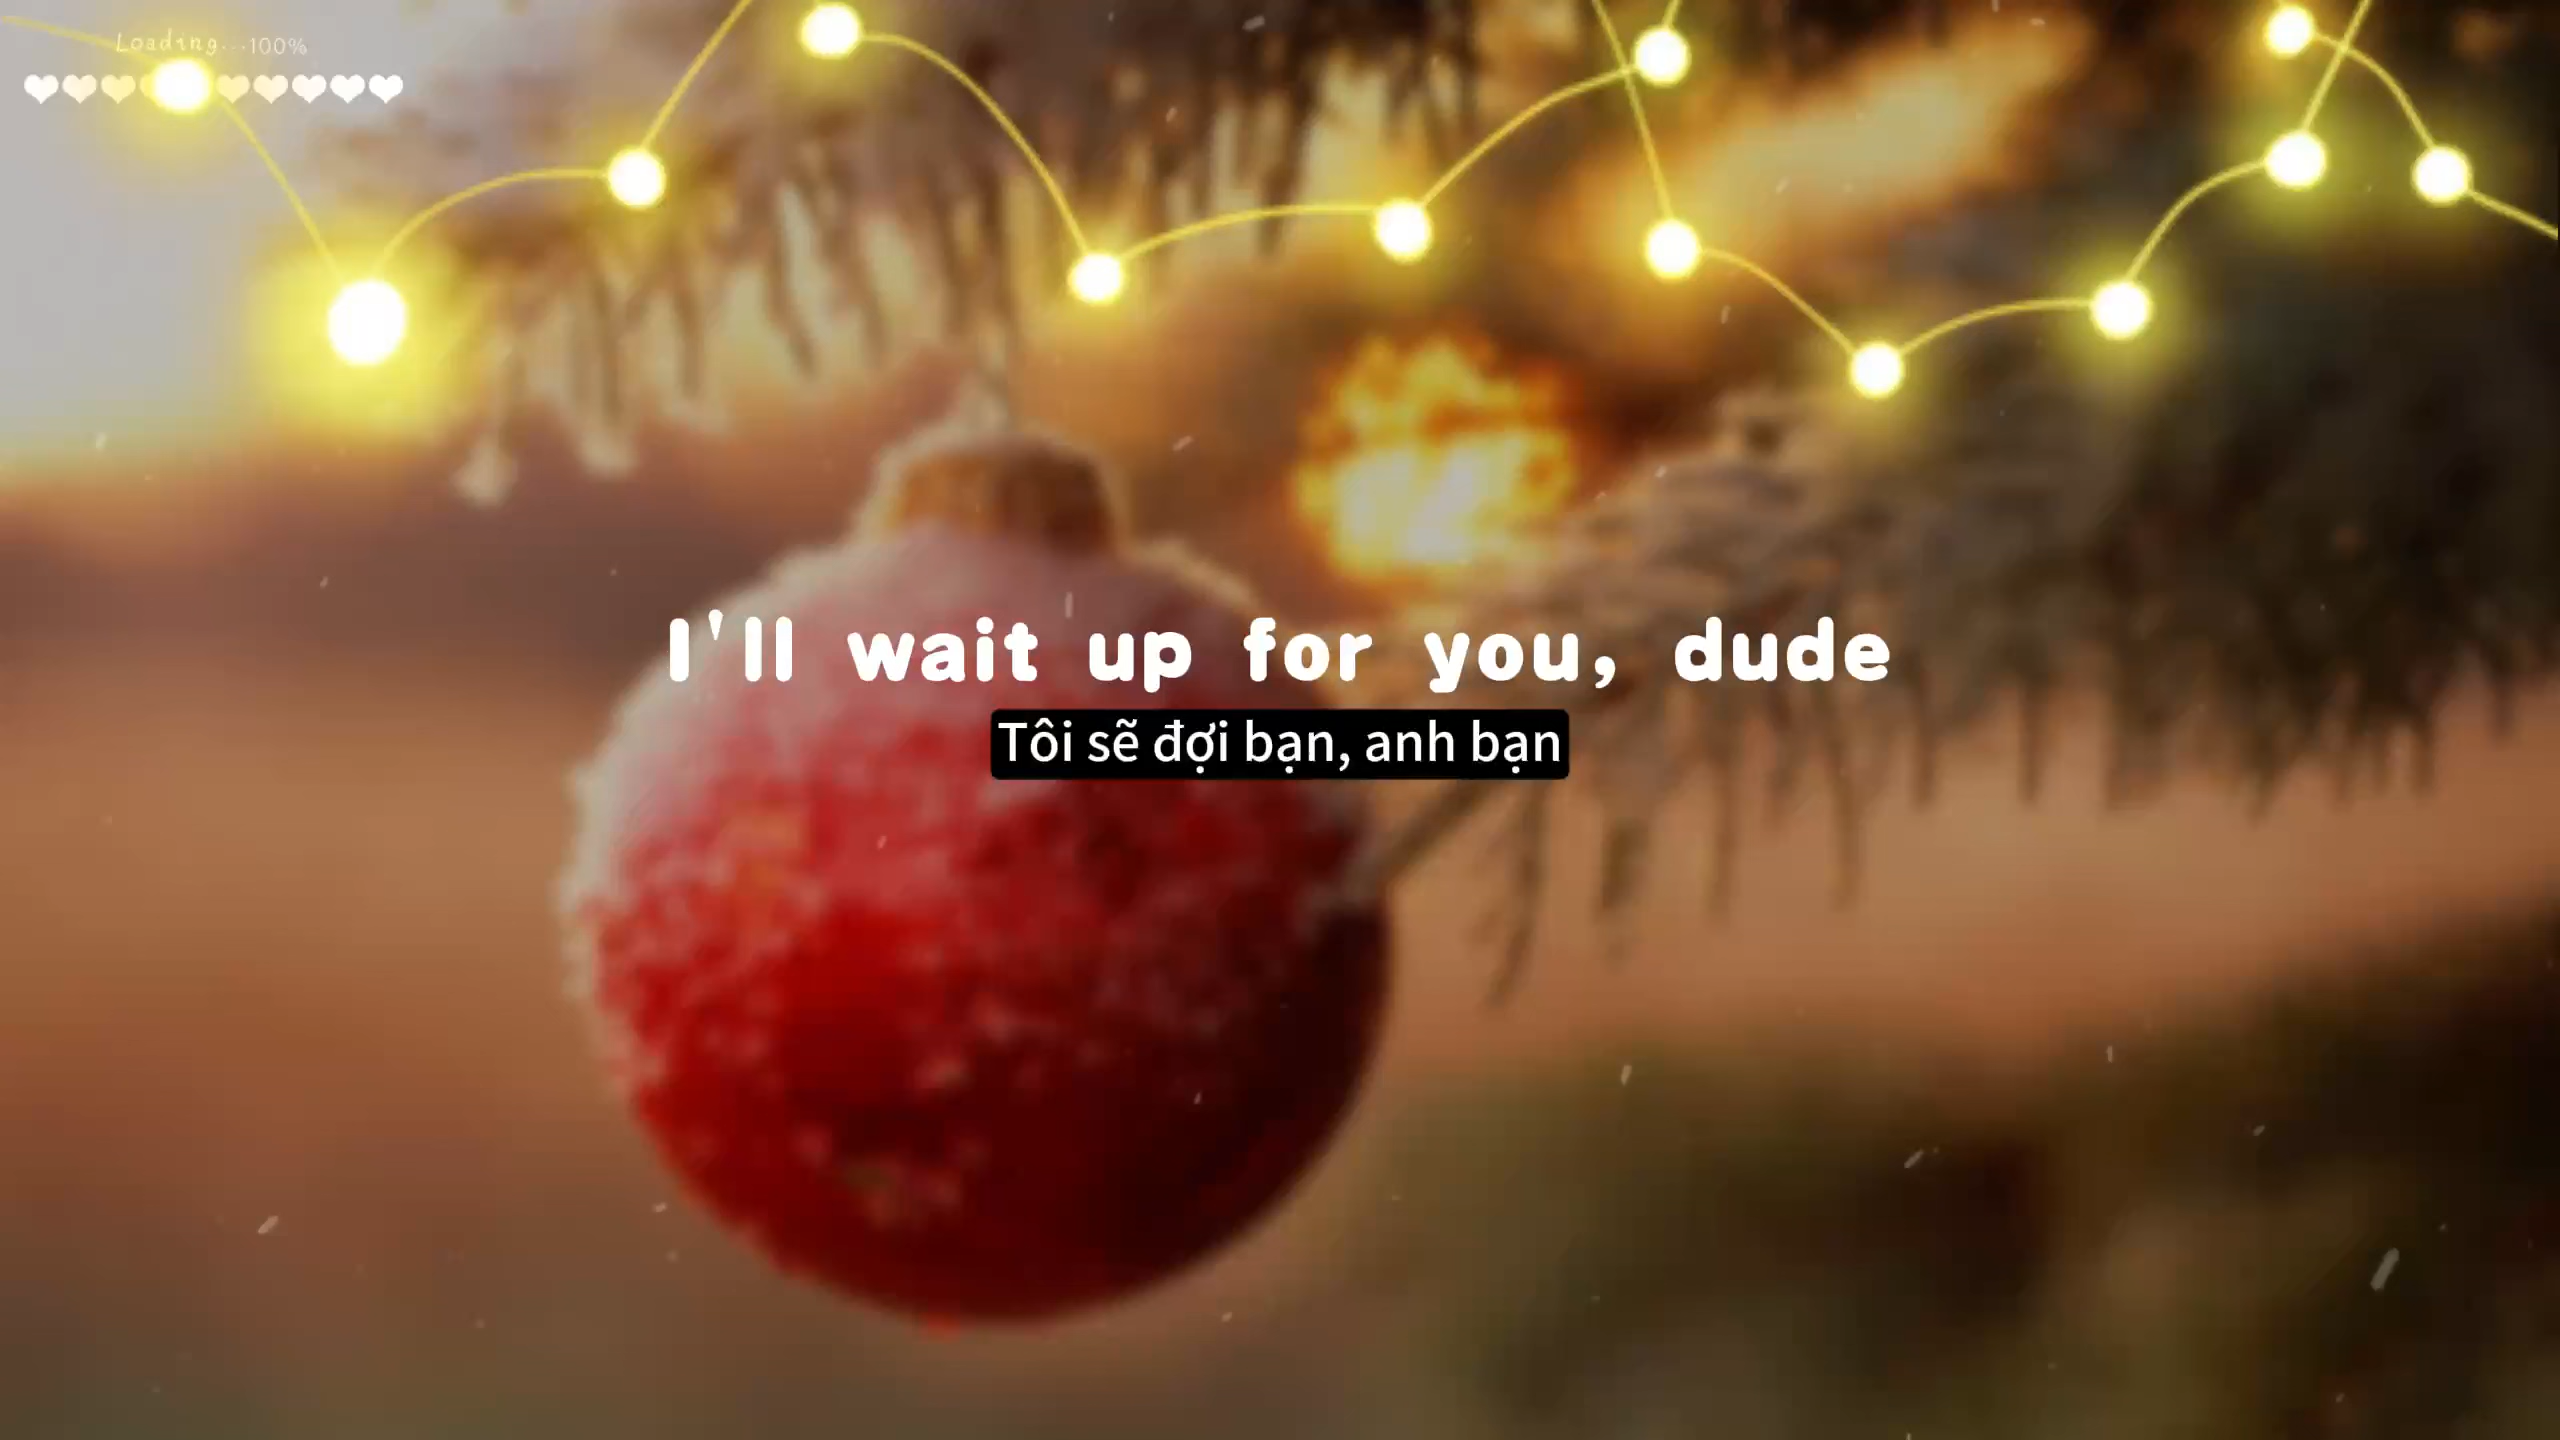 Loading...100%
I'll wait up for you, dude
Tôi sẽ đợi bạn, anh bạn